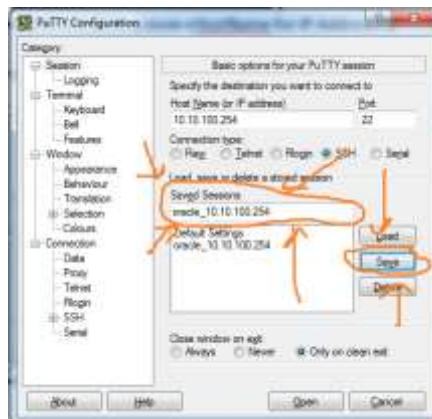 PuTTY Configuration
Category:
Session
Logging
Terminal
Keyboard
Bell
Features
Window
Appearance
Behaviour
Translation
Selection
Colours
Connection
Data
Proxy
Telnet
Rlogin
SSH
Serial
Basic options for your PuTTY session
Specify the destination you want to connect to
Host Name (or IP address) Port
10.10.100.254 22
Connection type:
Raw Telnet Rlogin SSH Serial
Load, save or delete a stored session
Saved Sessions
oracle_10.10.100.254
Default Settings
oracle_10.10.100.254
Load
Save
Delete
Close window on exit:
Always Never Only on clean exit
About Help Open Cancel